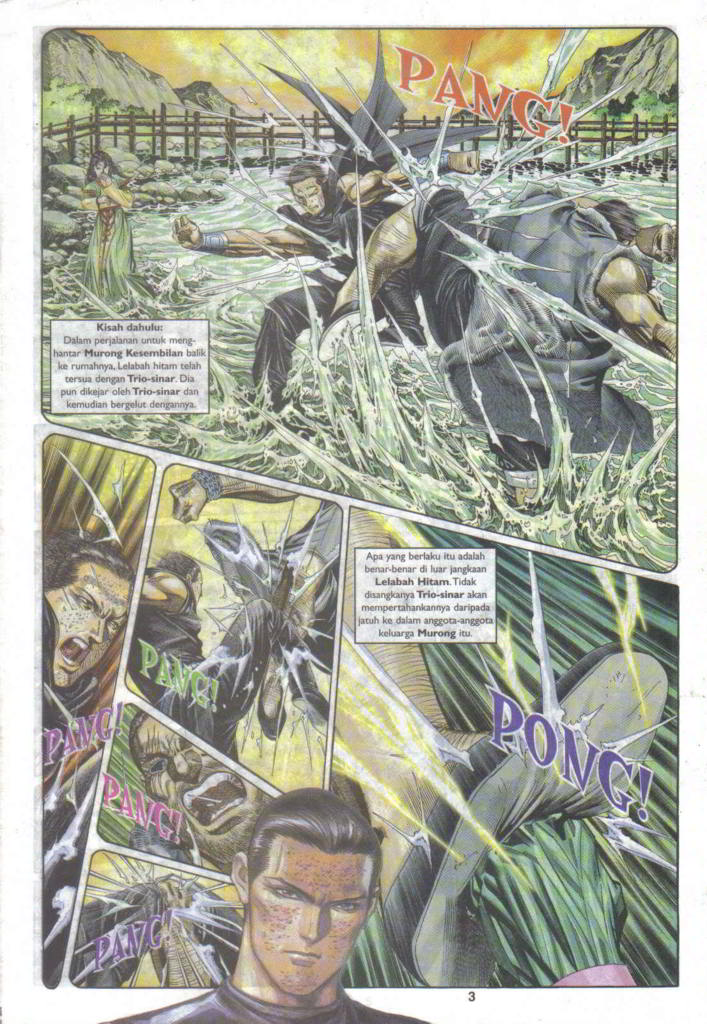 PANG!
Kisah dahulu:
Dalam perjalanan untuk meng-
hantar Murong Kesembilan balik
ke rumahnya, Lelabah hitam telah
tersua dengan Trio-sinar. Dia
pun dikejar oleh Trio-sinar dan
kemudian bergelut dengannya.
PANG!
PANG!
Apa yang berlaku itu adalah
benar-benar di luar jangkaan
Lelabah Hitam. Tidak
disangkanya Trio-sinar akan
mempertahankannya daripada
jatuh ke dalam anggota-anggota
keluarga Murong itu.
PONG!
PANG!
PANG!
3